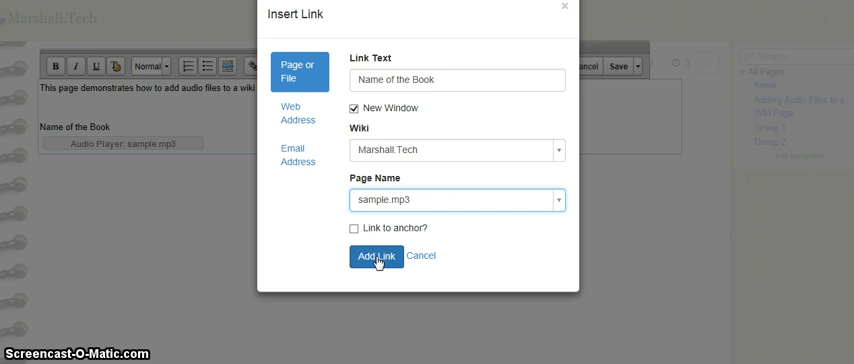 Marshall.Tech
Insert Link
×
Page or
File
Web
Address
Email
Address
Link Text
Name of the Book
New Window
Wiki
Marshall.Tech
Page Name
sample.mp3
Link to anchor?
Add Link Cancel
B I U Normal
Cancel Save
This page demonstrates how to add audio files to a wiki
Name of the Book
Audio Player: sample.mp3
Search
All Pages
home
Adding Audio Files to a
Wiki Page
Group 1
Group 2
edit navigation
Screencast-O-Matic.com